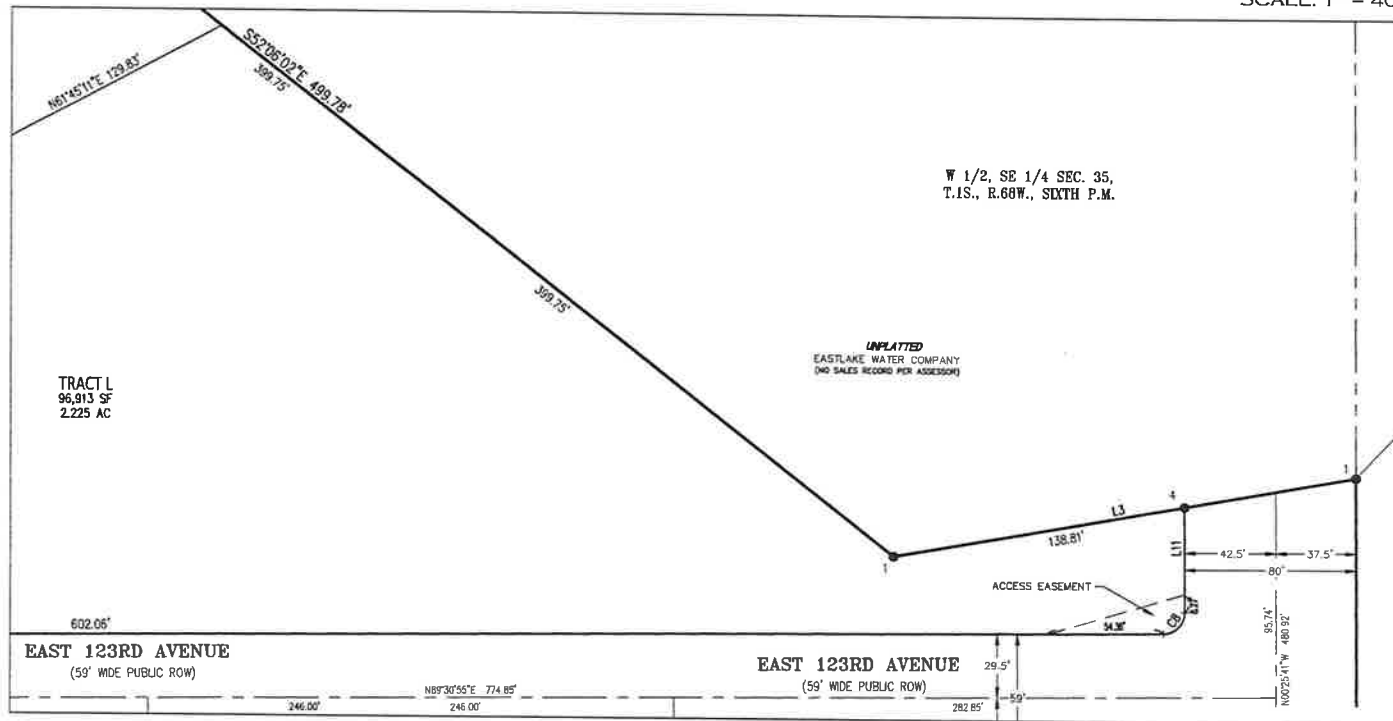 SCALE: 1" = 40
N61°45'11"E 129.83'
S52°06'02"E 499.78'
399.75'
W 1/2, SE 1/4 SEC. 35,
T.1S., R.68W., SIXTH P.M.
399.75'
UNPLATTED
EASTLAKE WATER COMPANY
(NO SALES RECORD PER ASSESSOR)
TRACT L
96,913 SF
2.225 AC
1
4
L3
138.81'
1
L11
42.5'
37.5'
80'
ACCESS EASEMENT
C8
54.36'
95.74'
N00°25'41"W 480.92'
602.06'
EAST 123RD AVENUE
(59' WIDE PUBLIC ROW)
EAST 123RD AVENUE
(59' WIDE PUBLIC ROW)
29.5'
59'
N89°30'55"E 774.85'
246.00'
246.00'
282.85'